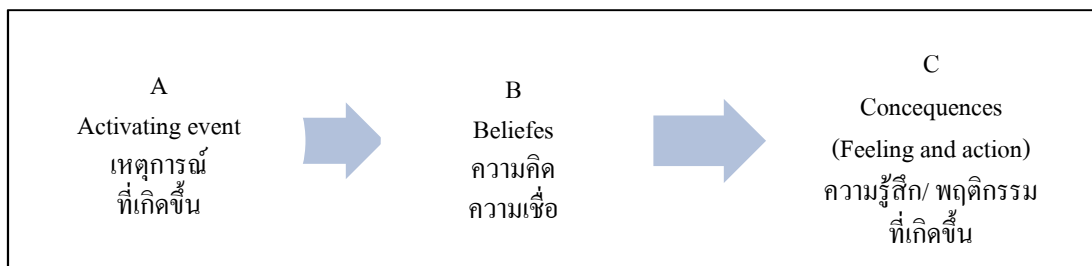 A
Activating event
เหตุการณ์
ที่เกิดขึ้น
B
Beliefes
ความคิด
ความเชื่อ
C
Concequences
(Feeling and action)
ความรู้สึก/ พฤติกรรม
ที่เกิดขึ้น